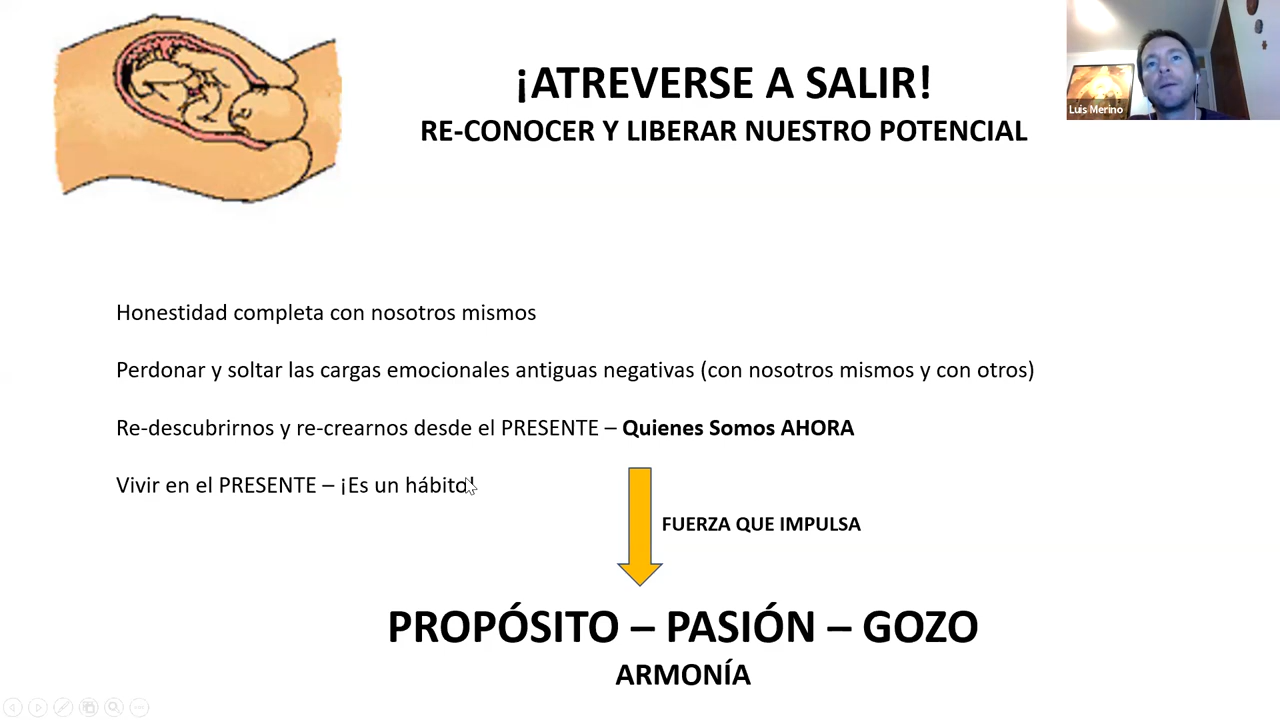 ¡ATREVERSE A SALIR!
RE-CONOCER Y LIBERAR NUESTRO POTENCIAL
Luis Merino
Honestidad completa con nosotros mismos
Perdonar y soltar las cargas emocionales antiguas negativas (con nosotros mismos y con otros)
Re-descubrirnos y re-crearnos desde el PRESENTE – Quienes Somos AHORA
Vivir en el PRESENTE – ¡Es un hábito!
FUERZA QUE IMPULSA
PROPÓSITO – PASIÓN – GOZO
ARMONÍA